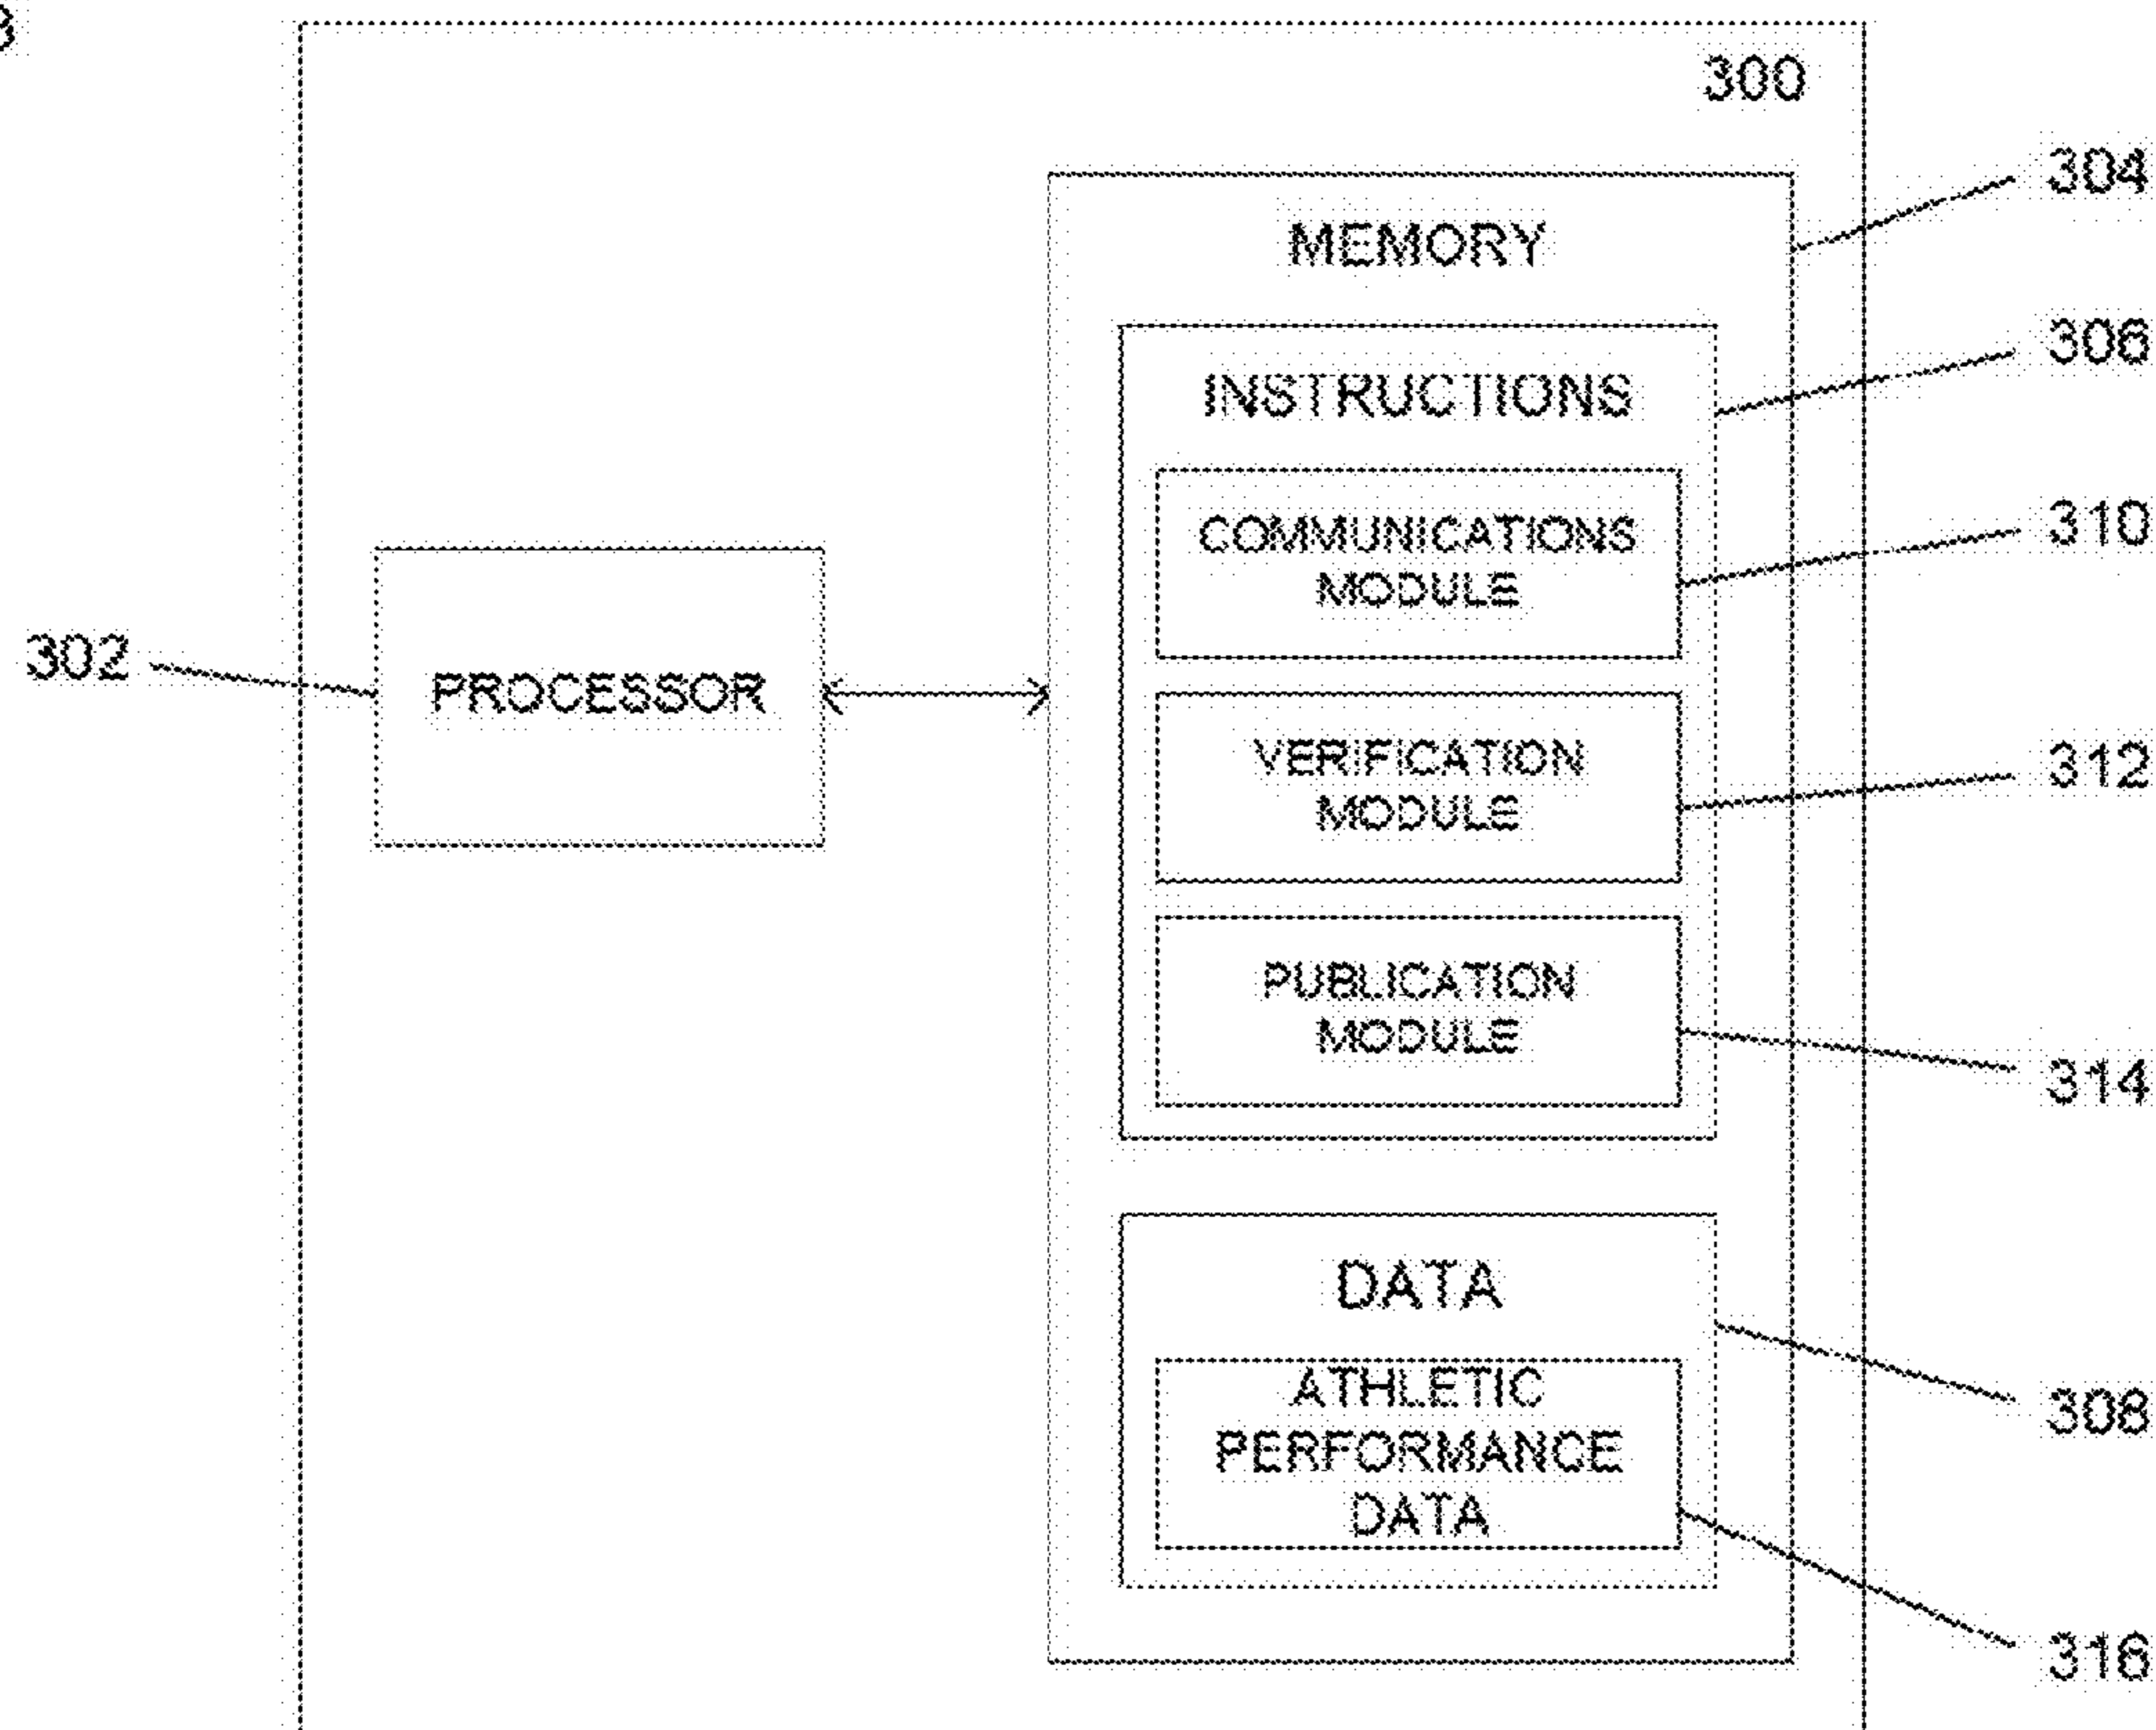 300
304
MEMORY
306
INSTRUCTIONS
COMMUNICATIONS
MODULE
310
302
PROCESSOR
VERIFICATION
MODULE
312
PUBLICATION
MODULE
314
DATA
308
ATHLETIC
PERFORMANCE
DATA
316